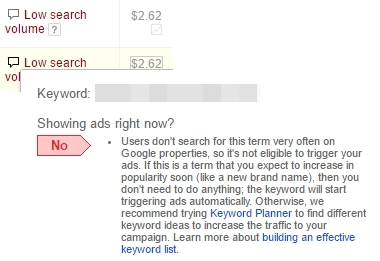 Low search $2.62
volume ?
Low search $2.62
vol
Keyword:
Showing ads right now?
No
• Users don't search for this term very often on
Google properties, so it's not eligible to trigger your
ads. If this is a term that you expect to increase in
popularity soon (like a new brand name), then you
don't need to do anything; the keyword will start
triggering ads automatically. Otherwise, we
recommend trying Keyword Planner to find different
keyword ideas to increase the traffic to your
campaign. Learn more about building an effective
keyword list.